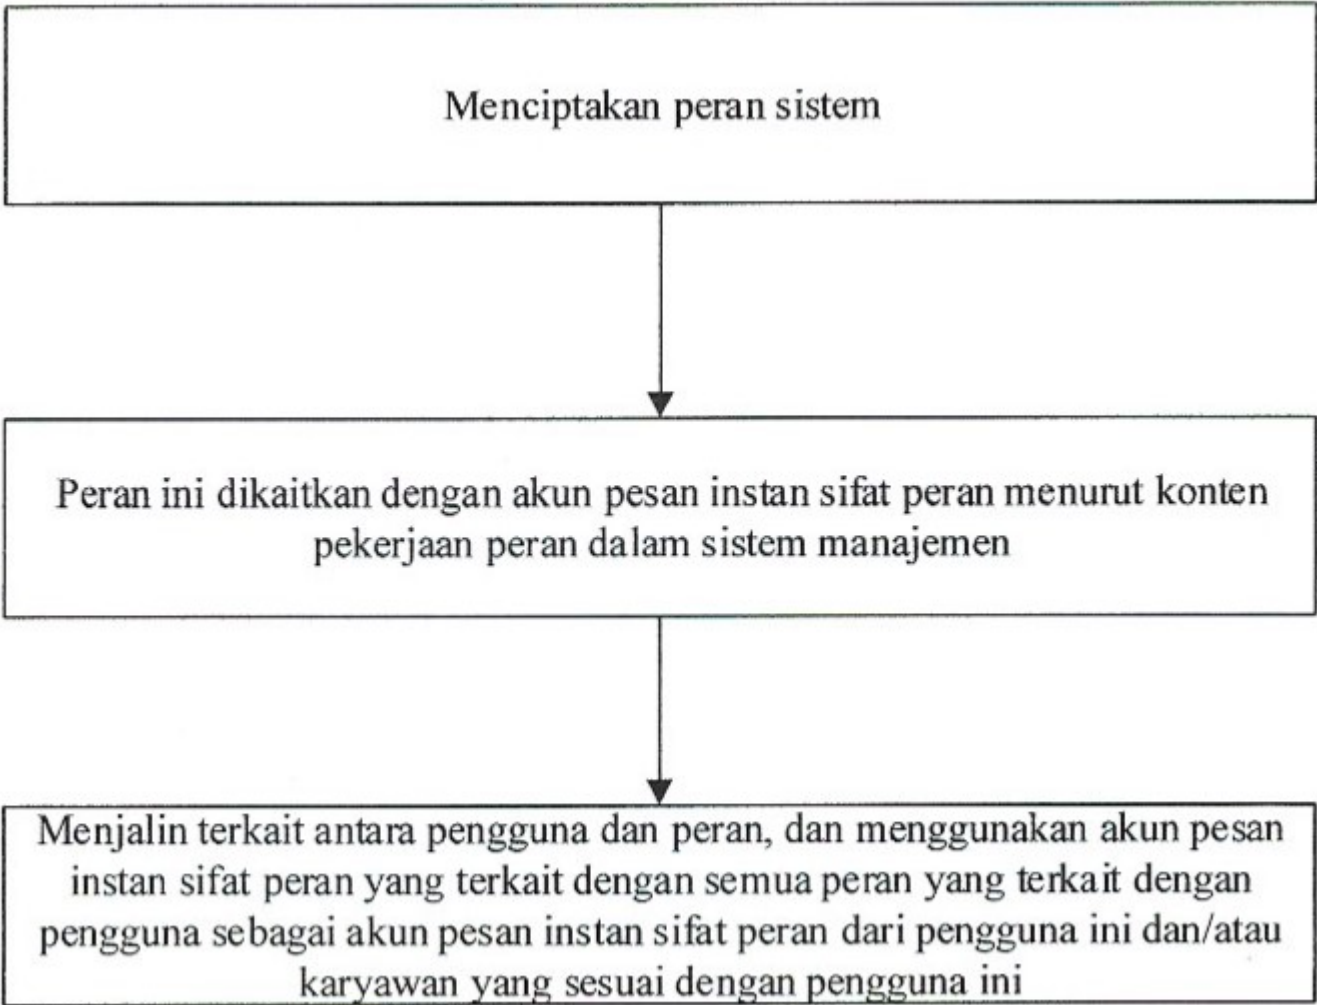 Menciptakan peran sistem
Peran ini dikaitkan dengan akun pesan instan sifat peran menurut konten
pekerjaan peran dalam sistem manajemen
Menjalin terkait antara pengguna dan peran, dan menggunakan akun pesan
instan sifat peran yang terkait dengan semua peran yang terkait dengan
pengguna sebagai akun pesan instan sifat peran dari pengguna ini dan/atau
karyawan yang sesuai dengan pengguna ini